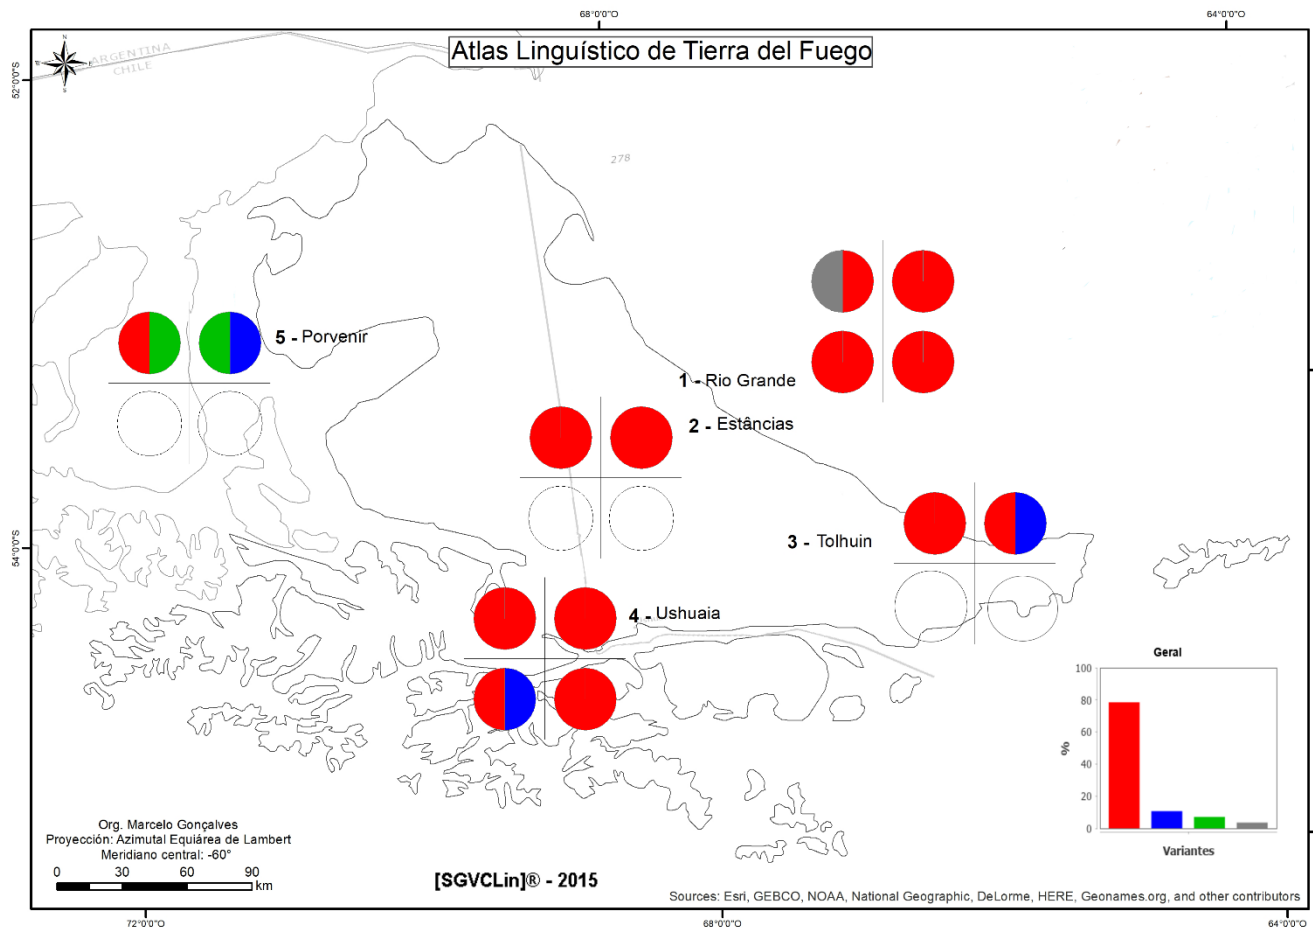 68°0'0"O
64°0'0"O
Atlas Linguístico de Tierra del Fuego
N
ARGENTINA
CHILE
52°0'0"S
278
5 - Porvenir
1 - Rio Grande
2 - Estâncias
3 - Tolhuin
54°0'0"S
4 - Ushuaia
Geral
100
80
60
40
20
0
%
Variantes
Org. Marcelo Gonçalves
Proyección: Azimutal Equiárea de Lambert
Meridiano central: -60°
0 30 60 90
km
[SGVCLin]® - 2015
Sources: Esri, GEBCO, NOAA, National Geographic, DeLorme, HERE, Geonames.org, and other contributors
72°0'0"O
68°0'0"O
64°0'0"O